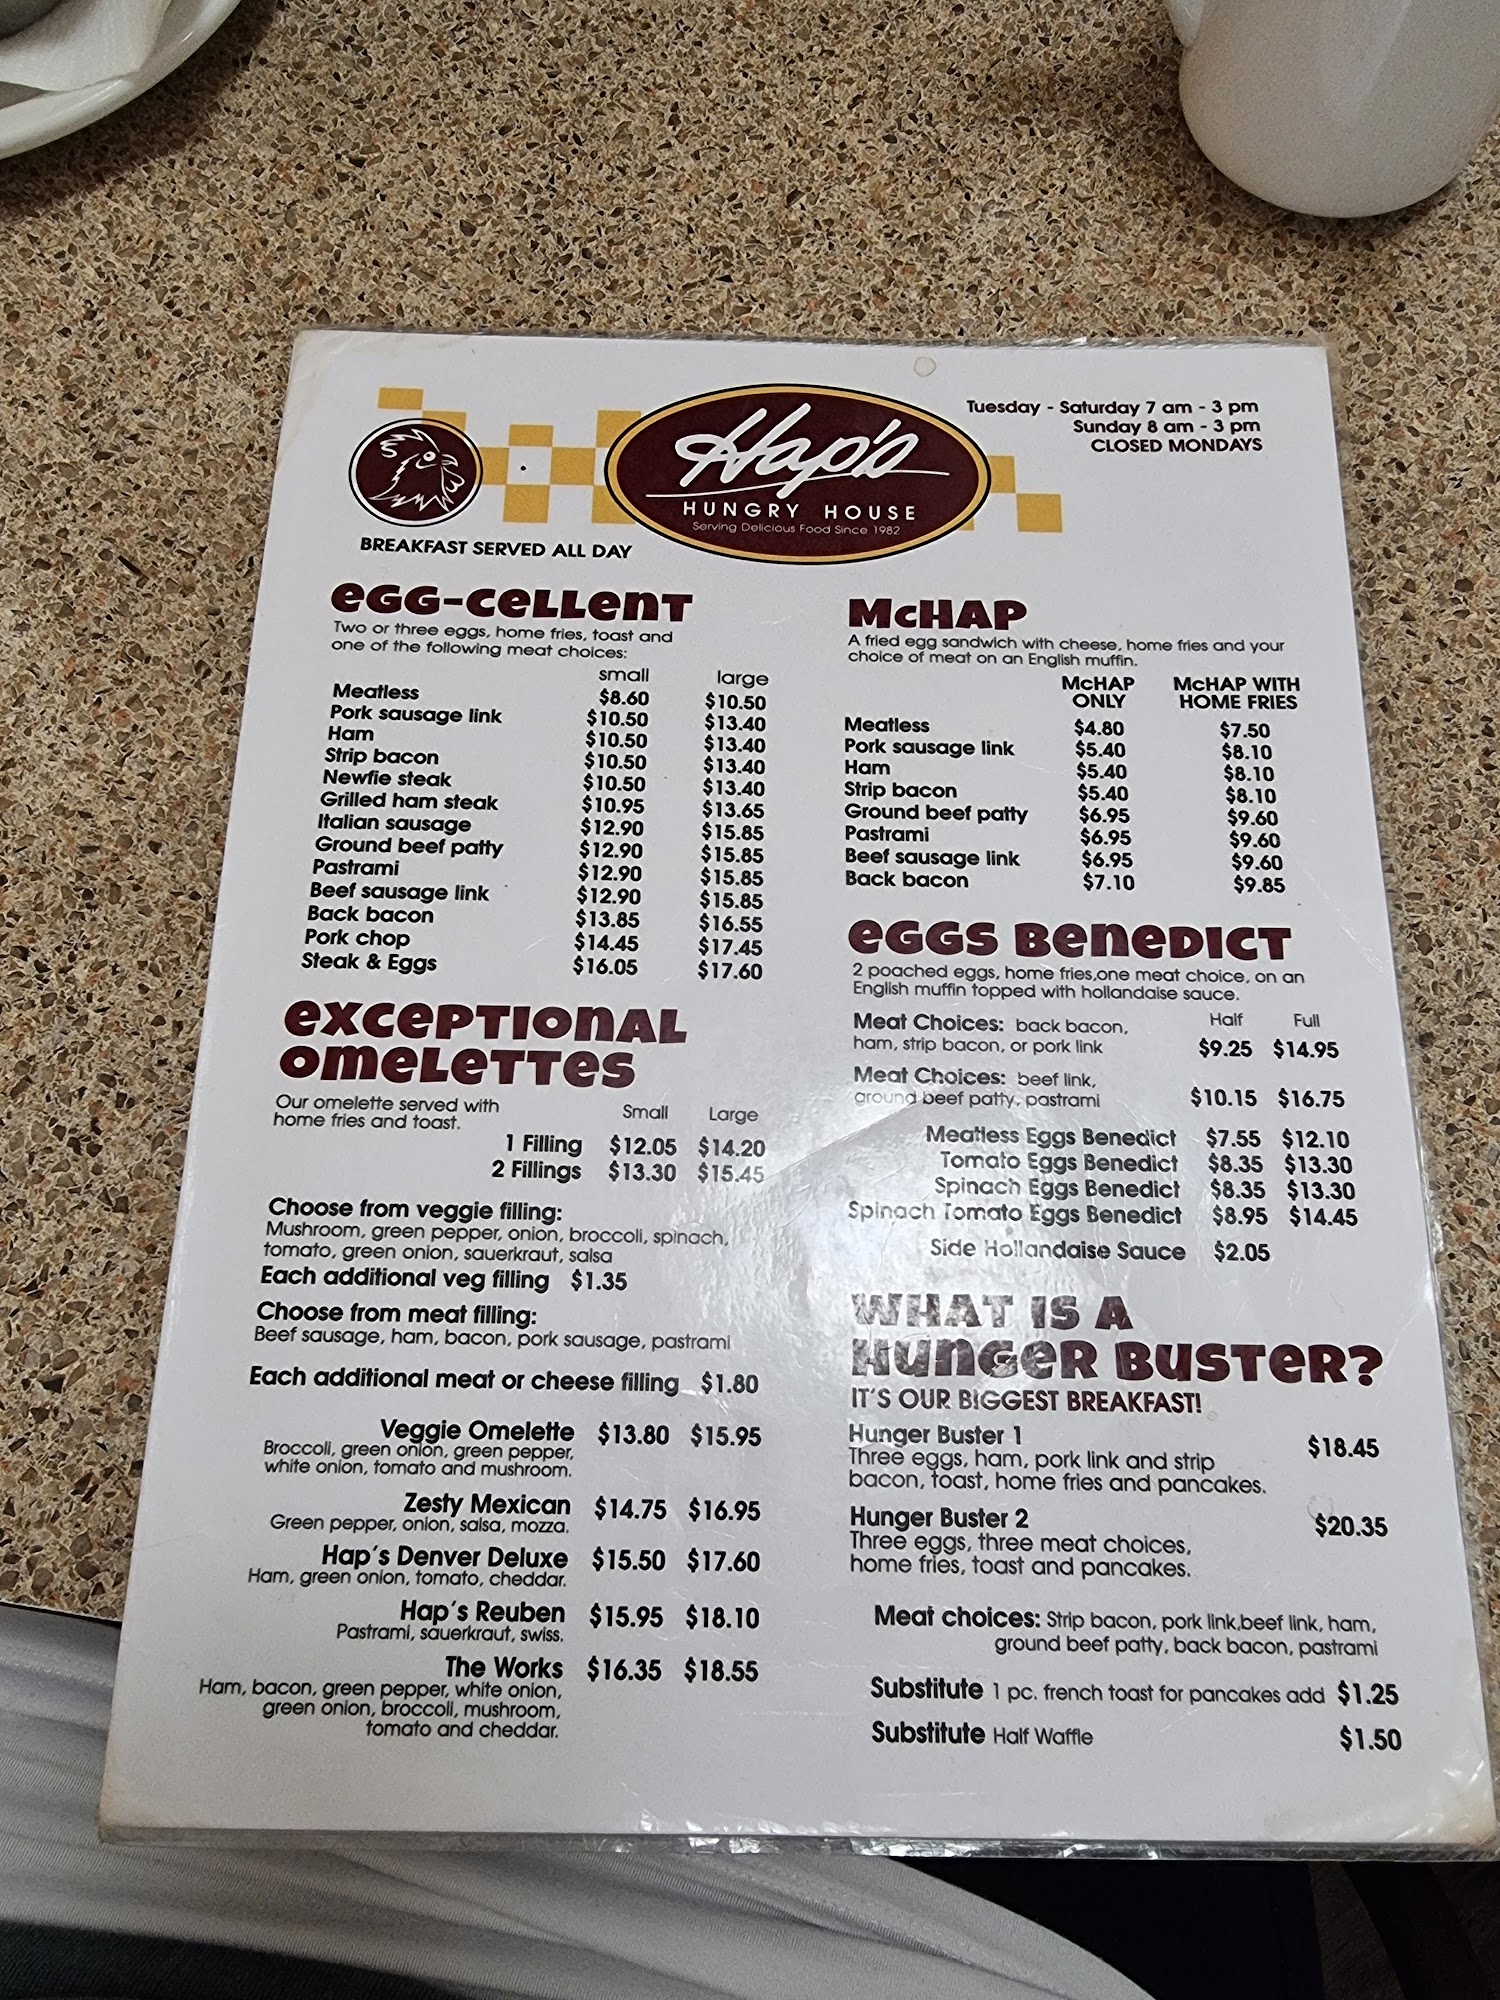 Tuesday - Saturday 7 am - 3 pm
Sunday 8 am - 3 pm
CLOSED MONDAYS
Hap's
HUNGRY HOUSE
Serving Delicious Food Since 1982
BREAKFAST SERVED ALL DAY
eGG-CeLLenT
Two or three eggs, home fries, toast and
one of the following meat choices:
small large
Meatless $8.60 $10.50
Pork sausage link $10.50 $13.40
Ham $10.50 $13.40
Strip bacon $10.50 $13.40
Newfie steak $10.50 $13.40
Grilled ham steak $10.95 $13.65
Italian sausage $12.90 $15.85
Ground beef patty $12.90 $15.85
Pastrami $12.90 $15.85
Beef sausage link $12.90 $15.85
Back bacon $13.85 $16.55
Pork chop $14.45 $17.45
Steak & Eggs $16.05 $17.60
exCePTIOnAL
OmeLeTTes
Our omelette served with
home fries and toast.
Small Large
1 Filling $12.05 $14.20
2 Fillings $13.30 $15.45
Choose from veggie filling:
Mushroom, green pepper, onion, broccoli, spinach,
tomato, green onion, sauerkraut, salsa
Each additional veg filling $1.35
Choose from meat filling:
Beef sausage, ham, bacon, pork sausage, pastrami
Each additional meat or cheese filling $1.80
Veggie Omelette $13.80 $15.95
Broccoli, green onion, green pepper,
white onion, tomato and mushroom.
Zesty Mexican $14.75 $16.95
Green pepper, onion, salsa, mozza.
Hap's Denver Deluxe $15.50 $17.60
Ham, green onion, tomato, cheddar.
Hap's Reuben $15.95 $18.10
Pastrami, sauerkraut, swiss.
The Works $16.35 $18.55
Ham, bacon, green pepper, white onion,
green onion, broccoli, mushroom,
tomato and cheddar.
McHAP
A fried egg sandwich with cheese, home fries and your
choice of meat on an English muffin.
McHAP McHAP WITH
ONLY HOME FRIES
Meatless $4.80 $7.50
Pork sausage link $5.40 $8.10
Ham $5.40 $8.10
Strip bacon $5.40 $8.10
Ground beef patty $6.95 $9.60
Pastrami $6.95 $9.60
Beef sausage link $6.95 $9.60
Back bacon $7.10 $9.85
eGGS BeneDICT
2 poached eggs, home fries,one meat choice, on an
English muffin topped with hollandaise sauce.
Half Full
Meat Choices: back bacon,
ham, strip bacon, or pork link $9.25 $14.95
Meat Choices: beef link,
ground beef patty, pastrami $10.15 $16.75
Meatless Eggs Benedict $7.55 $12.10
Tomato Eggs Benedict $8.35 $13.30
Spinach Eggs Benedict $8.35 $13.30
Spinach Tomato Eggs Benedict $8.95 $14.45
Side Hollandaise Sauce $2.05
WHAT IS A
HunGeR BUSTeR?
IT'S OUR BIGGEST BREAKFAST!
Hunger Buster 1 $18.45
Three eggs, ham, pork link and strip
bacon, toast, home fries and pancakes.
Hunger Buster 2 $20.35
Three eggs, three meat choices,
home fries, toast and pancakes.
Meat choices: Strip bacon, pork link,beef link, ham,
ground beef patty, back bacon, pastrami
Substitute 1 pc. french toast for pancakes add $1.25
Substitute Half Waffle $1.50